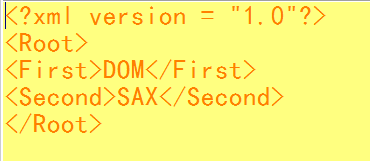 <?xml version = "1.0"?>
<Root>
<First>DOM</First>
<Second>SAX</Second>
</Root>